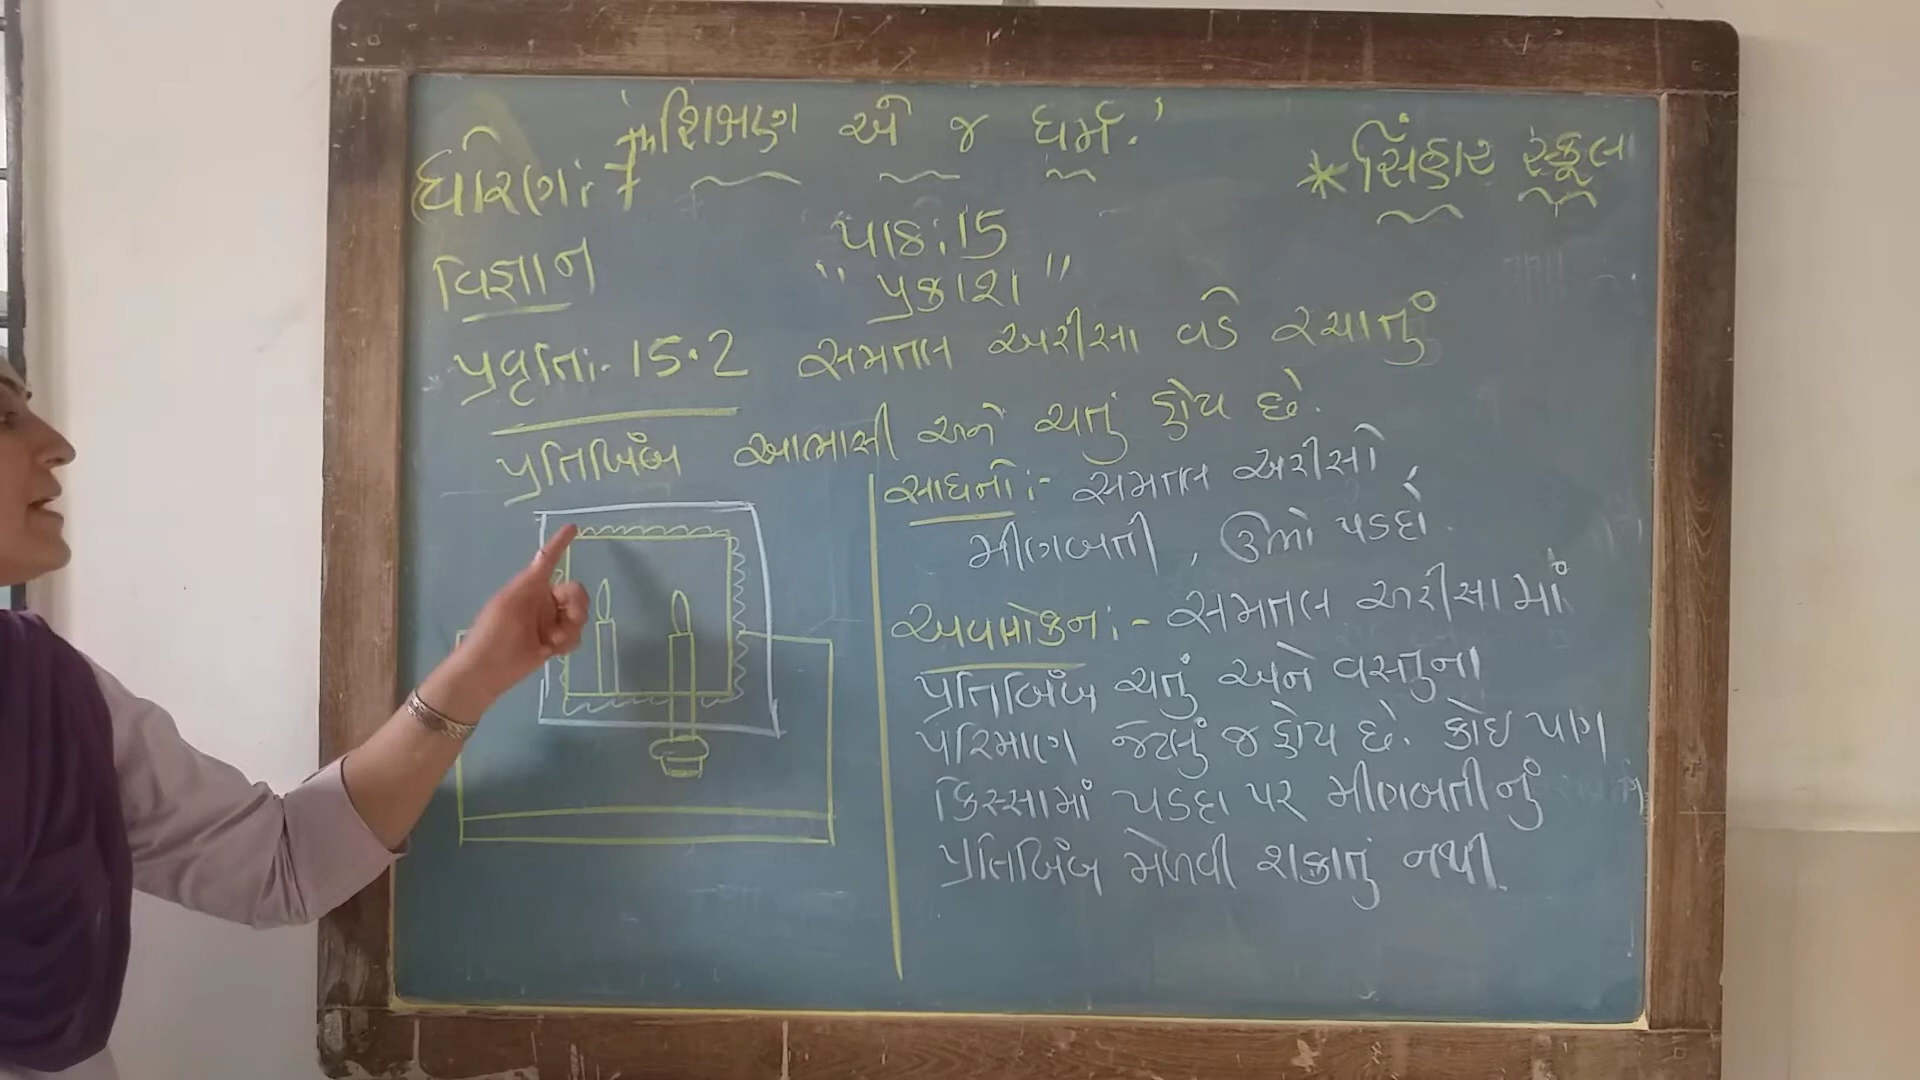 "શિક્ષણ એ જ ધર્મ."
ધોરણ: 7
* સિંહાર સ્કૂલ
વિજ્ઞાન
પાઠ: 15
"પ્રકાશ"
પ્રવૃતિ:- 15.2 સમતલ અરીસા વડે રચાતું
પ્રતિબિંબ આભાસી અને ચતું હોય છે.
સાધનો:- સમતલ અરીસો,
મીણબતી, ઊભો પડદો.
અવલોકન:- સમતલ અરીસામાં
પ્રતિબિંબ ચતું અને વસ્તુના
પરિમાણ જેટલું જ હોય છે. કોઇ પણ
કિસ્સામાં પડદા પર મીણબતીનું
પ્રતિબિંબ મેળવી શકાતું નથી.